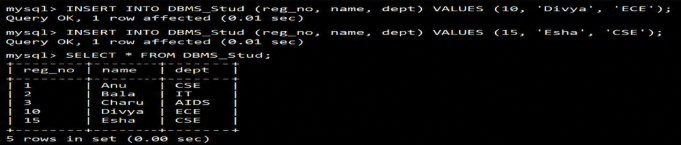 mysql> INSERT INTO DBMS_Stud (reg_no, name, dept) VALUES (10, 'Divya', 'ECE');
Query OK, 1 row affected (0.01 sec)
mysql> INSERT INTO DBMS_Stud (reg_no, name, dept) VALUES (15, 'Esha', 'CSE');
Query OK, 1 row affected (0.01 sec)
mysql> SELECT * FROM DBMS_Stud;
+--------+-------+------+
| reg_no | name | dept |
+--------+-------+------+
| 1 | Anu | CSE |
| 2 | Bala | IT |
| 3 | Charu | AIDS |
| 10 | Divya | ECE |
| 15 | Esha | CSE |
+--------+-------+------+
5 rows in set (0.00 sec)